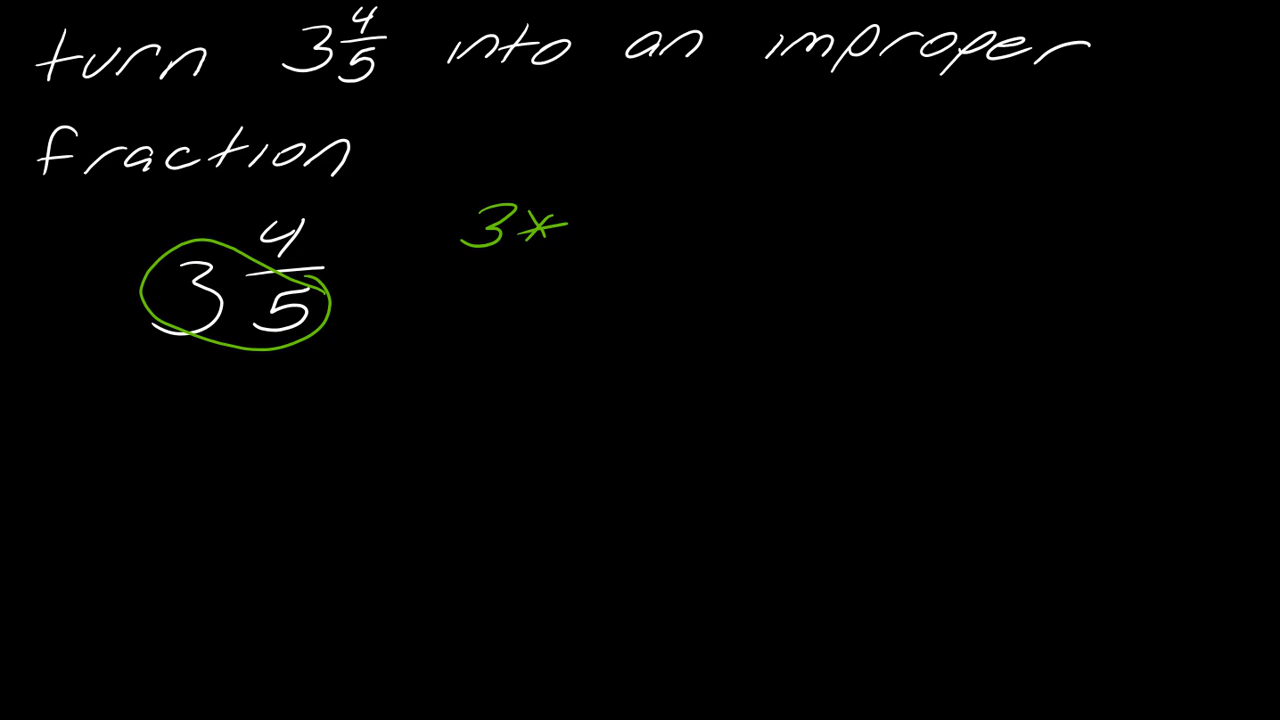 turn 3 4/5 into an improper
fraction
3 4/5 3*